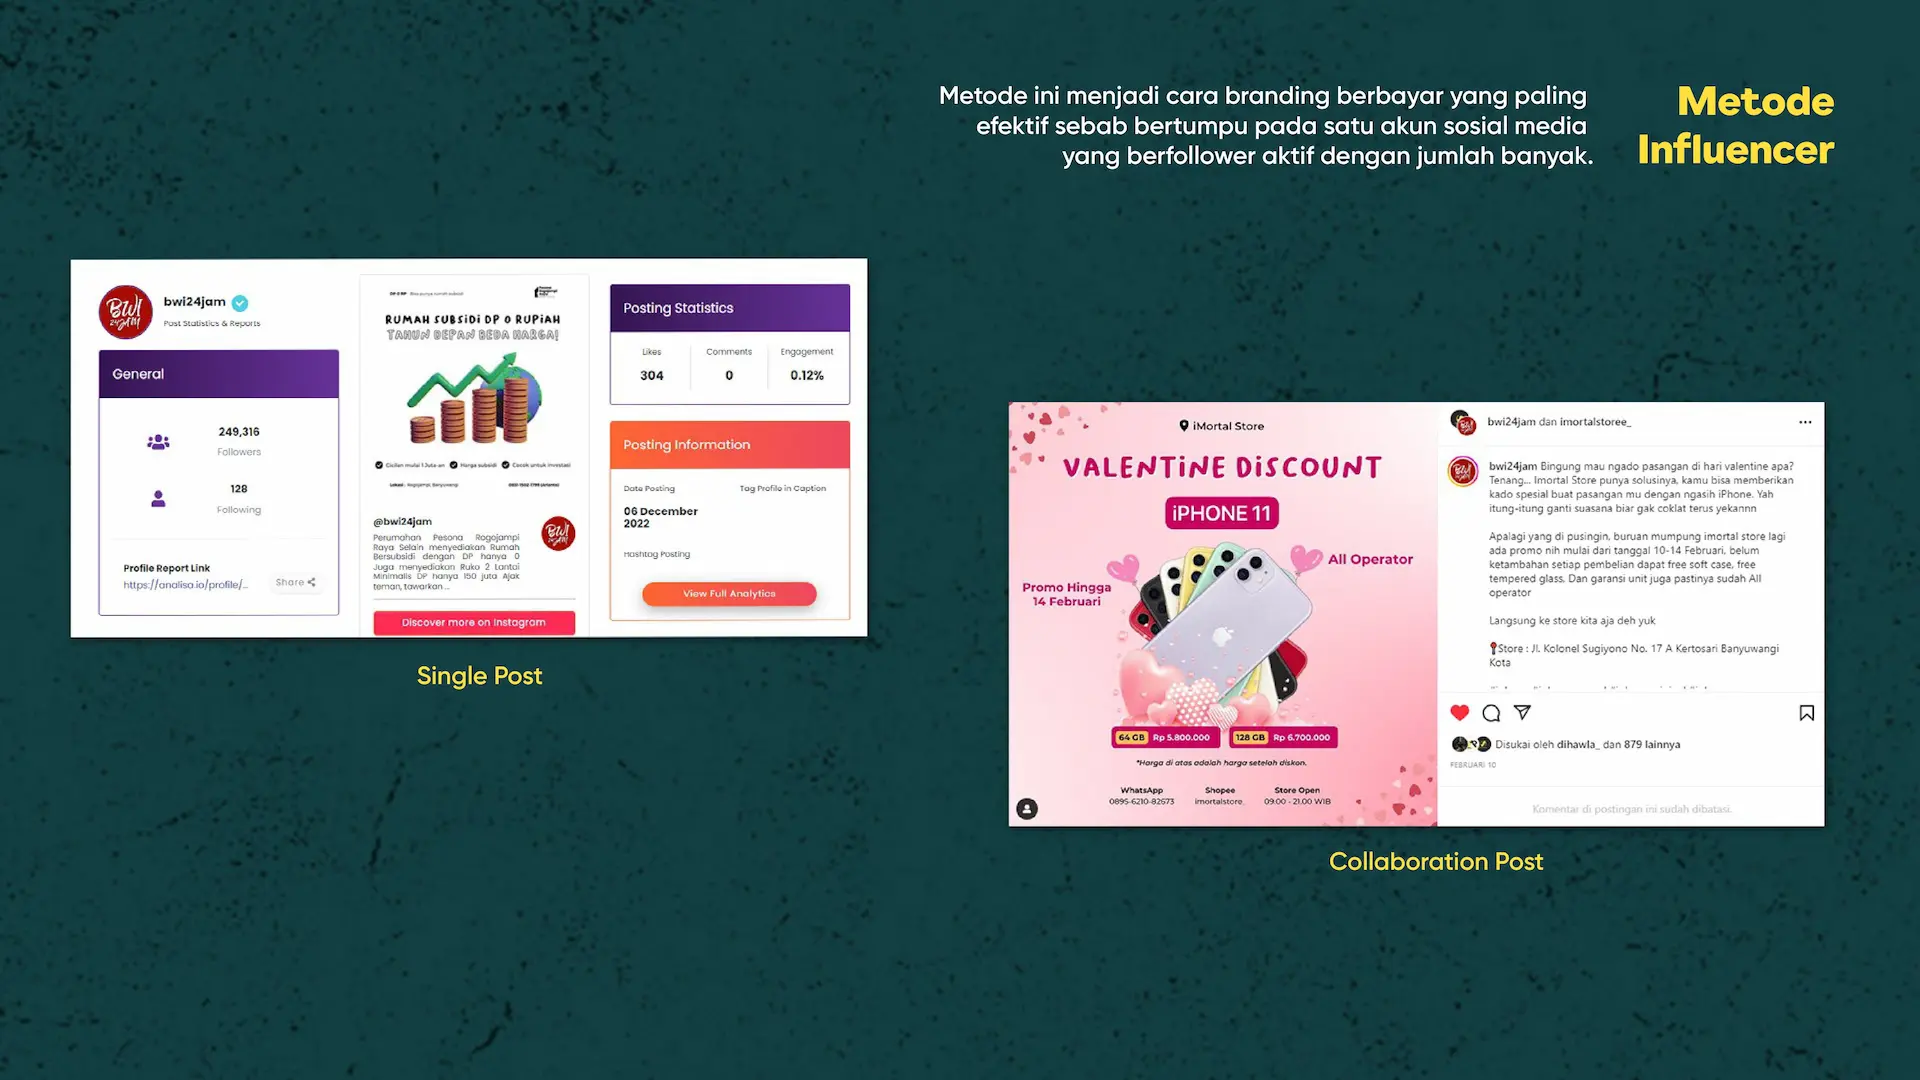 Metode ini menjadi cara branding berbayar yang paling
efektif sebab bertumpu pada satu akun sosial media
yang berfollower aktif dengan jumlah banyak.
Metode
Influencer
BWI
24JAM
bwi24jam
Post Statistics & Reports
General
249,316
Followers
128
Following
Profile Report Link
https://analisa.io/profile/...
Share
RUMAH SUBSIDI DP 0 RUPIAH
TAHUN DEPAN BEDA HARGA!
Cicilan mulai 1 Juta-an
Harga subsidi
Cocok untuk investasi
@bwi24jam
Perumahan Pesona Rogojampi
Raya Selain menyediakan Rumah
Bersubsidi dengan DP hanya 0
Juga menyediakan Ruko 2 Lantai
Minimalis DP hanya 150 juta Ajak
teman, tawarkan ...
Discover more on Instagram
Posting Statistics
Likes
Comments
Engagement
304
0
0.12%
Posting Information
Date Posting
Tag Profile in Caption
06 December
2022
Hashtag Posting
View Full Analytics
Single Post
iMortal Store
VALENTINE DISCOUNT
iPHONE 11
All Operator
Promo Hingga
14 Februari
64 GB Rp 5.800.000
128 GB Rp 6.700.000
*Harga di atas adalah harga setelah diskon.
WhatsApp
0895-6210-82673
Shopee
imortalstore_
Store Open
09.00 - 21.00 WIB
bwi24jam dan imortalstoree_
bwi24jam Bingung mau ngado pasangan di hari valentine apa?
Tenang... Imortal Store punya solusinya, kamu bisa memberikan
kado spesial buat pasangan mu dengan ngasih iPhone. Yah
itung-itung ganti suasana biar gak coklat terus yekannn
Apalagi yang di pusingin, buruan mumpung imortal store lagi
ada promo nih mulai dari tanggal 10-14 Februari, belum
ketambahan setiap pembelian dapat free soft case, free
tempered glass, Dan garansi unit juga pastinya sudah All
operator
Langsung ke store kita aja deh yuk
Store : Jl. Kolonel Sugiyono No. 17 A Kertosari Banyuwangi
Kota
Disukai oleh dihawla_ dan 879 lainnya
FEBRUARI 10
Komentar di postingan ini sudah dibatasi.
Collaboration Post